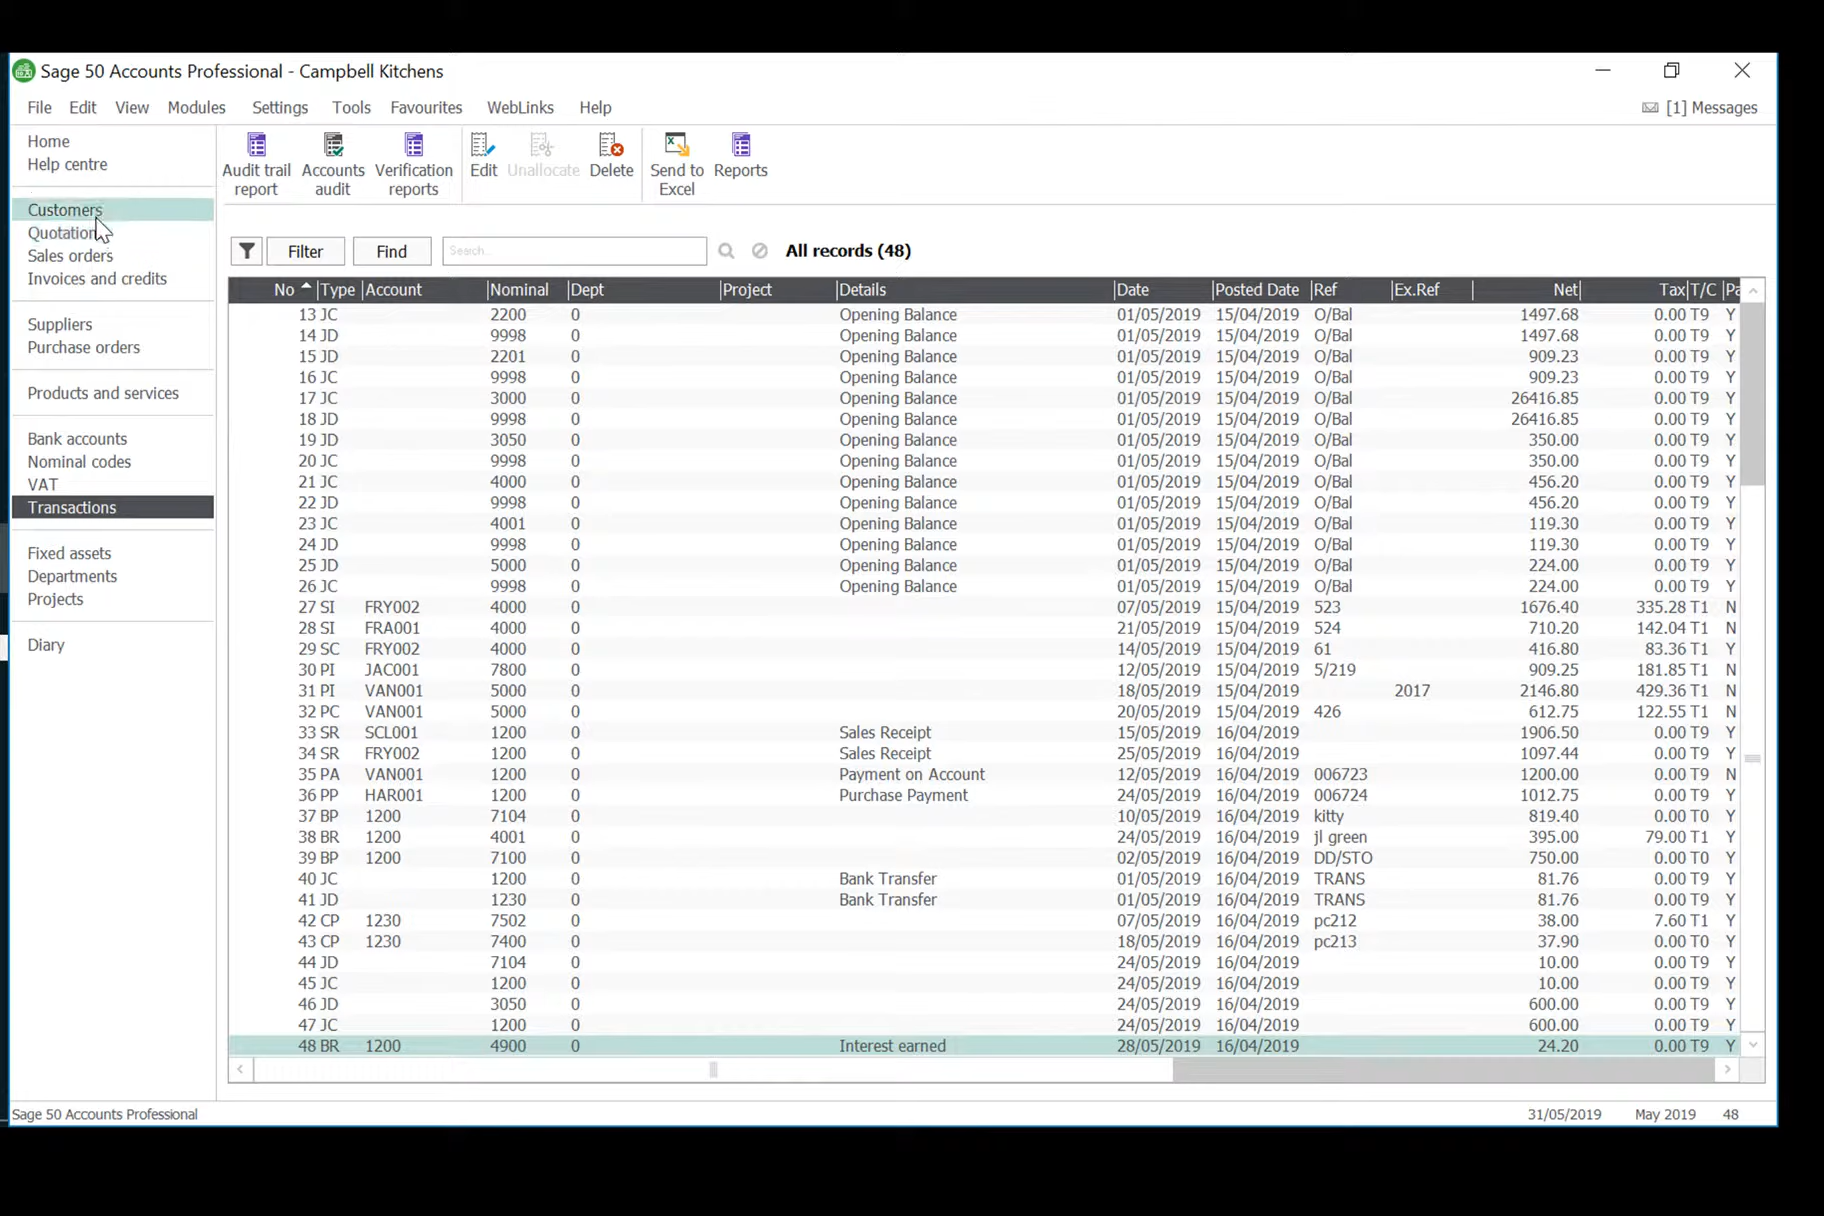 Sage 50 Accounts Professional - Campbell Kitchens
File Edit View Modules Settings Tools Favourites WebLinks Help [1] Messages
Home
Help centre
Customers
Quotation
Sales orders
Invoices and credits
Suppliers
Purchase orders
Products and services
Bank accounts
Nominal codes
VAT
Transactions
Fixed assets
Departments
Projects
Diary
Audit trail report
Accounts audit
Verification reports
Edit
Unallocate
Delete
Send to Excel
Reports
Filter Find Search... All records (48)
No Type Account Nominal Dept Project Details Date Posted Date Ref Ex.Ref Net Tax T/C Pa
13 JC 2200 0 Opening Balance 01/05/2019 15/04/2019 O/Bal 1497.68 0.00 T9 Y
14 JD 9998 0 Opening Balance 01/05/2019 15/04/2019 O/Bal 1497.68 0.00 T9 Y
15 JD 2201 0 Opening Balance 01/05/2019 15/04/2019 O/Bal 909.23 0.00 T9 Y
16 JC 9998 0 Opening Balance 01/05/2019 15/04/2019 O/Bal 909.23 0.00 T9 Y
17 JC 3000 0 Opening Balance 01/05/2019 15/04/2019 O/Bal 26416.85 0.00 T9 Y
18 JD 9998 0 Opening Balance 01/05/2019 15/04/2019 O/Bal 26416.85 0.00 T9 Y
19 JD 3050 0 Opening Balance 01/05/2019 15/04/2019 O/Bal 350.00 0.00 T9 Y
20 JC 9998 0 Opening Balance 01/05/2019 15/04/2019 O/Bal 350.00 0.00 T9 Y
21 JC 4000 0 Opening Balance 01/05/2019 15/04/2019 O/Bal 456.20 0.00 T9 Y
22 JD 9998 0 Opening Balance 01/05/2019 15/04/2019 O/Bal 456.20 0.00 T9 Y
23 JC 4001 0 Opening Balance 01/05/2019 15/04/2019 O/Bal 119.30 0.00 T9 Y
24 JD 9998 0 Opening Balance 01/05/2019 15/04/2019 O/Bal 119.30 0.00 T9 Y
25 JD 5000 0 Opening Balance 01/05/2019 15/04/2019 O/Bal 224.00 0.00 T9 Y
26 JC 9998 0 Opening Balance 01/05/2019 15/04/2019 O/Bal 224.00 0.00 T9 Y
27 SI FRY002 4000 0 07/05/2019 15/04/2019 523 1676.40 335.28 T1 N
28 SI FRA001 4000 0 21/05/2019 15/04/2019 524 710.20 142.04 T1 N
29 SC FRY002 4000 0 14/05/2019 15/04/2019 61 416.80 83.36 T1 Y
30 PI JAC001 7800 0 12/05/2019 15/04/2019 5/219 909.25 181.85 T1 N
31 PI VAN001 5000 0 18/05/2019 15/04/2019 2017 2146.80 429.36 T1 N
32 PC VAN001 5000 0 20/05/2019 15/04/2019 426 612.75 122.55 T1 N
33 SR SCL001 1200 0 Sales Receipt 15/05/2019 16/04/2019 1906.50 0.00 T9 Y
34 SR FRY002 1200 0 Sales Receipt 25/05/2019 16/04/2019 1097.44 0.00 T9 Y
35 PA VAN001 1200 0 Payment on Account 12/05/2019 16/04/2019 006723 1200.00 0.00 T9 N
36 PP HAR001 1200 0 Purchase Payment 24/05/2019 16/04/2019 006724 1012.75 0.00 T9 Y
37 BP 1200 7104 0 10/05/2019 16/04/2019 kitty 819.40 0.00 T0 Y
38 BR 1200 4001 0 24/05/2019 16/04/2019 jl green 395.00 79.00 T1 Y
39 BP 1200 7100 0 02/05/2019 16/04/2019 DD/STO 750.00 0.00 T0 Y
40 JC 1200 0 Bank Transfer 01/05/2019 16/04/2019 TRANS 81.76 0.00 T9 Y
41 JD 1230 0 Bank Transfer 01/05/2019 16/04/2019 TRANS 81.76 0.00 T9 Y
42 CP 1230 7502 0 07/05/2019 16/04/2019 pc212 38.00 7.60 T1 Y
43 CP 1230 7400 0 18/05/2019 16/04/2019 pc213 37.90 0.00 T0 Y
44 JD 7104 0 24/05/2019 16/04/2019 10.00 0.00 T9 Y
45 JC 1200 0 24/05/2019 16/04/2019 10.00 0.00 T9 Y
46 JD 3050 0 24/05/2019 16/04/2019 600.00 0.00 T9 Y
47 JC 1200 0 24/05/2019 16/04/2019 600.00 0.00 T9 Y
48 BR 1200 4900 0 Interest earned 28/05/2019 16/04/2019 24.20 0.00 T9 Y
Sage 50 Accounts Professional 31/05/2019 May 2019 48